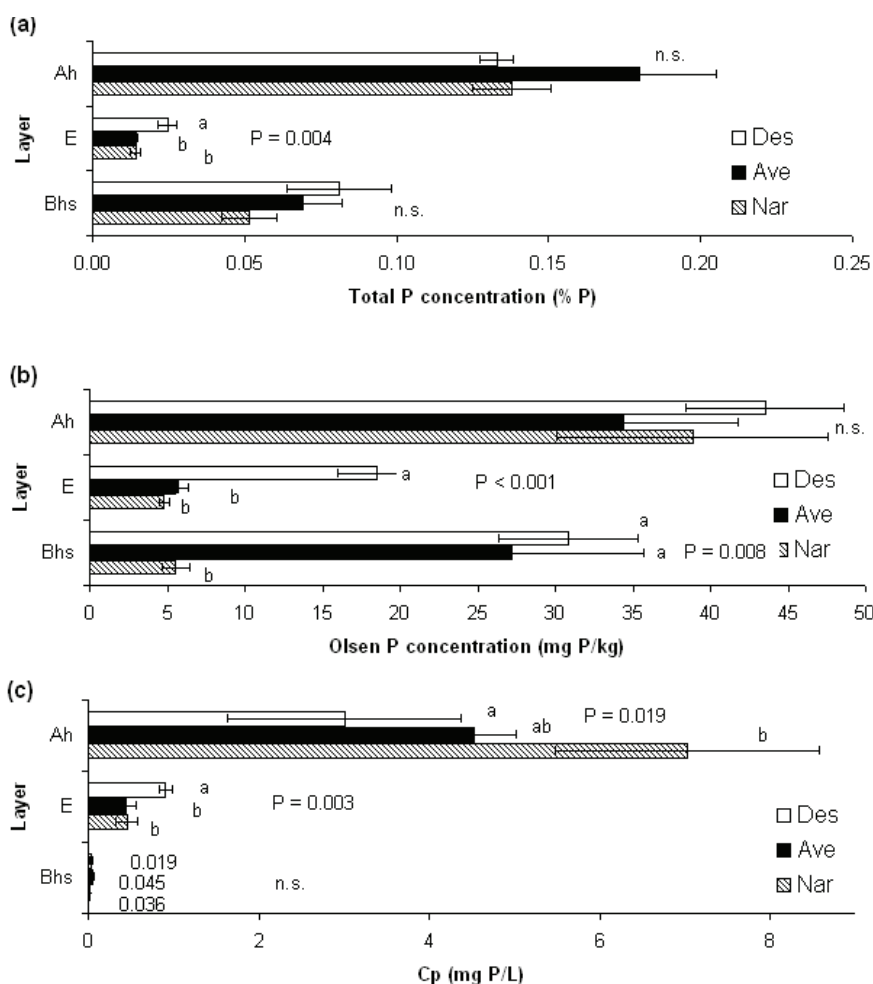 (a)
Ah
n.s.
E
a
b
b
P = 0.004
Bhs
n.s.
Layer
Des
Ave
Nar
0.00 0.05 0.10 0.15 0.20 0.25
Total P concentration (% P)
(b)
Ah
n.s.
E
a
b
b
P < 0.001
Bhs
a
a
b
P = 0.008
Layer
Des
Ave
Nar
0 5 10 15 20 25 30 35 40 45 50
Olsen P concentration (mg P/kg)
(c)
Ah
a
ab
b
P = 0.019
E
a
b
b
P = 0.003
Bhs
0.019
0.045
0.036
n.s.
Layer
Des
Ave
Nar
0 2 4 6 8
Cp (mg P/L)